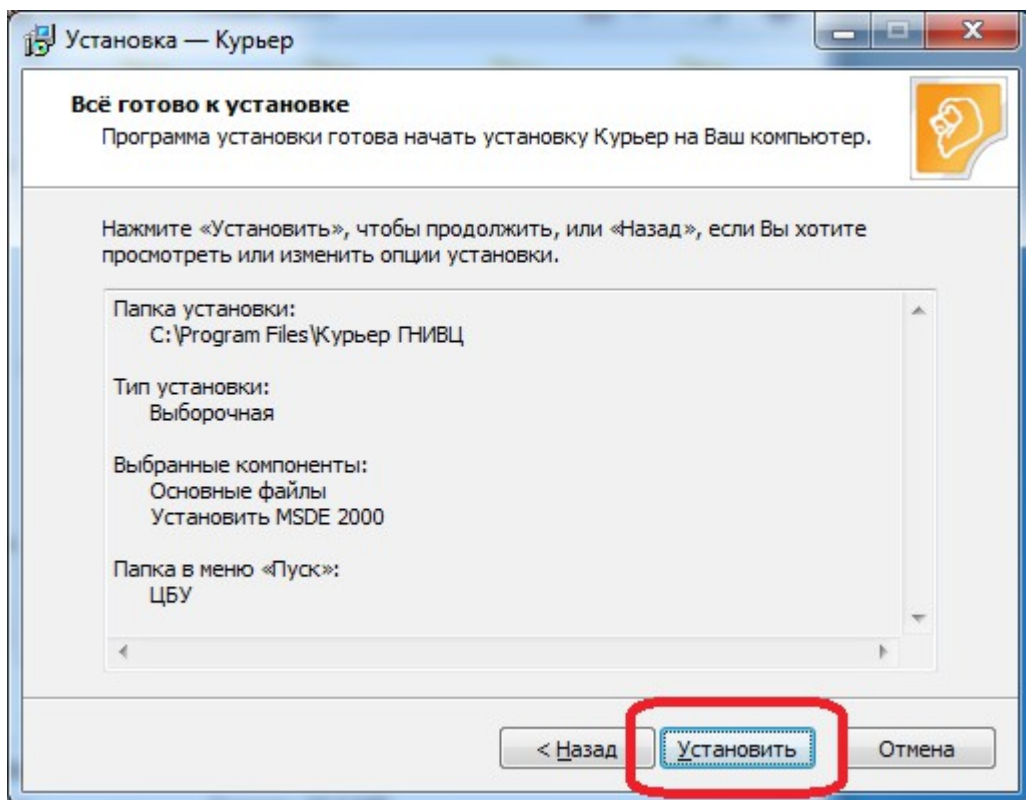 Установка — Курьер
Всё готово к установке
Программа установки готова начать установку Курьер на Ваш компьютер.
Нажмите «Установить», чтобы продолжить, или «Назад», если Вы хотите
просмотреть или изменить опции установки.
Папка установки:
C:\Program Files\Курьер ГНИВЦ
Тип установки:
Выборочная
Выбранные компоненты:
Основные файлы
Установить MSDE 2000
Папка в меню «Пуск»:
ЦБУ
< Назад
Установить
Отмена